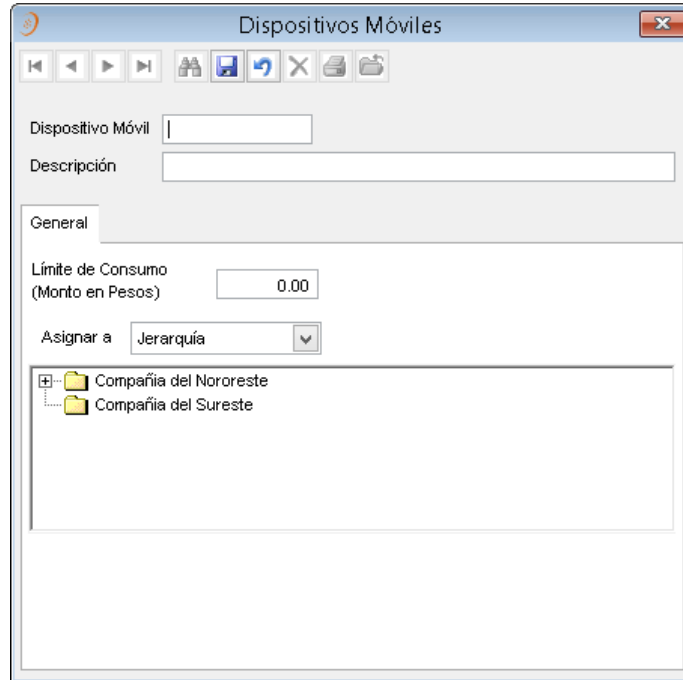 Dispositivos Móviles
Dispositivo Móvil
Descripción
General
Límite de Consumo
(Monto en Pesos)
0.00
Asignar a
Jerarquía
Compañia del Nororeste
Compañia del Sureste